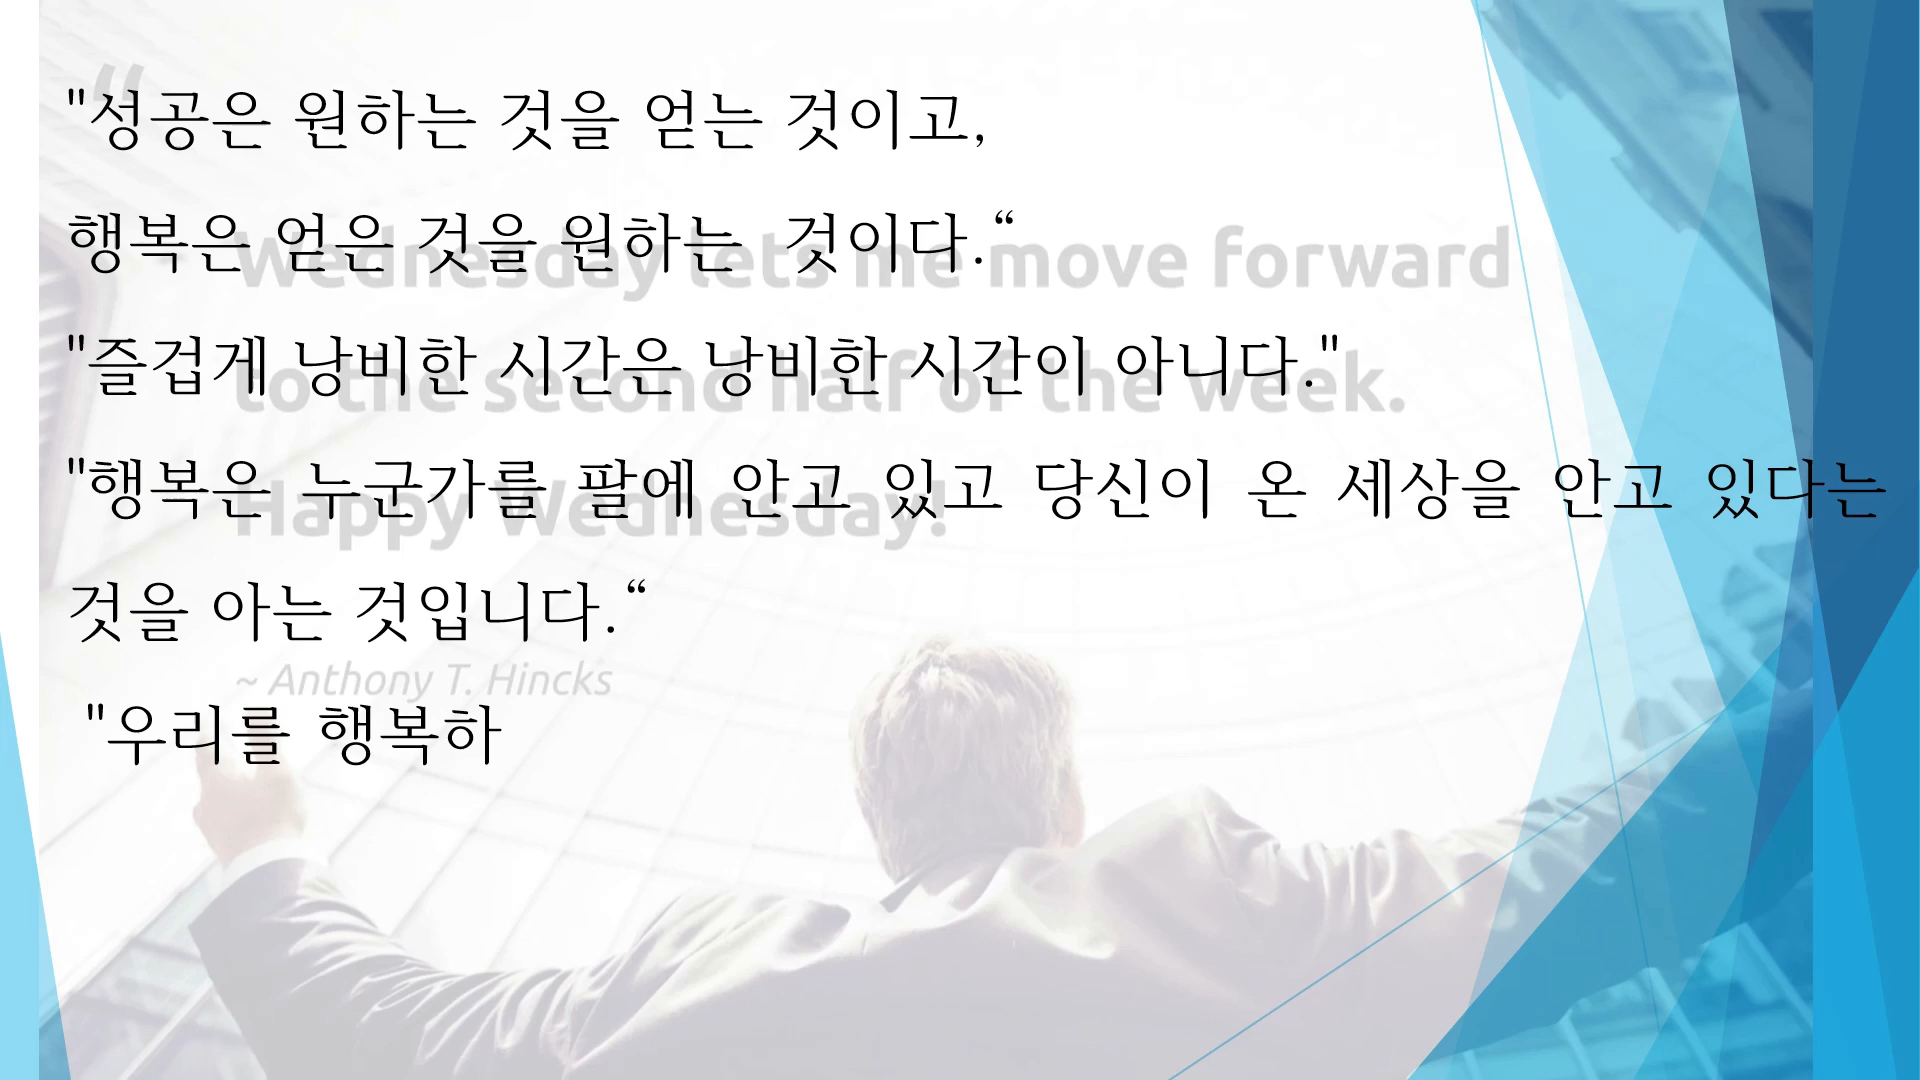 "성공은 원하는 것을 얻는 것이고,
행복은 얻은 것을 원하는 것이다.“
"즐겁게 낭비한 시간은 낭비한 시간이 아니다."
"행복은 누군가를 팔에 안고 있고 당신이 온 세상을 안고 있다는
것을 아는 것입니다.“
"우리를 행복하
“
Wednesday lets me move forward
to the second half of the week.
Happy Wednesday!
~ Anthony T. Hincks